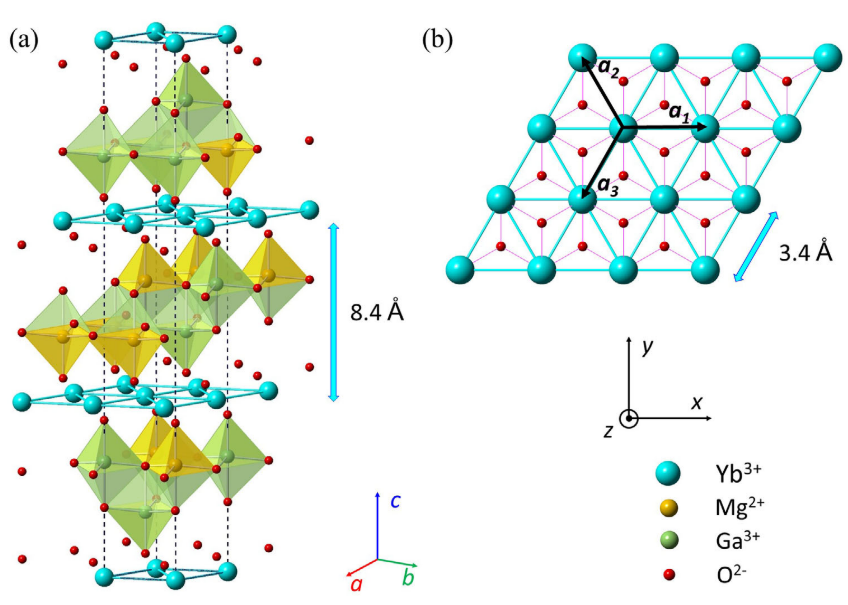 (a)
8.4 Å
c
a
b
(b)
a₂
a₁
a₃
3.4 Å
y
x
z
Yb³⁺
Mg²⁺
Ga³⁺
O²⁻